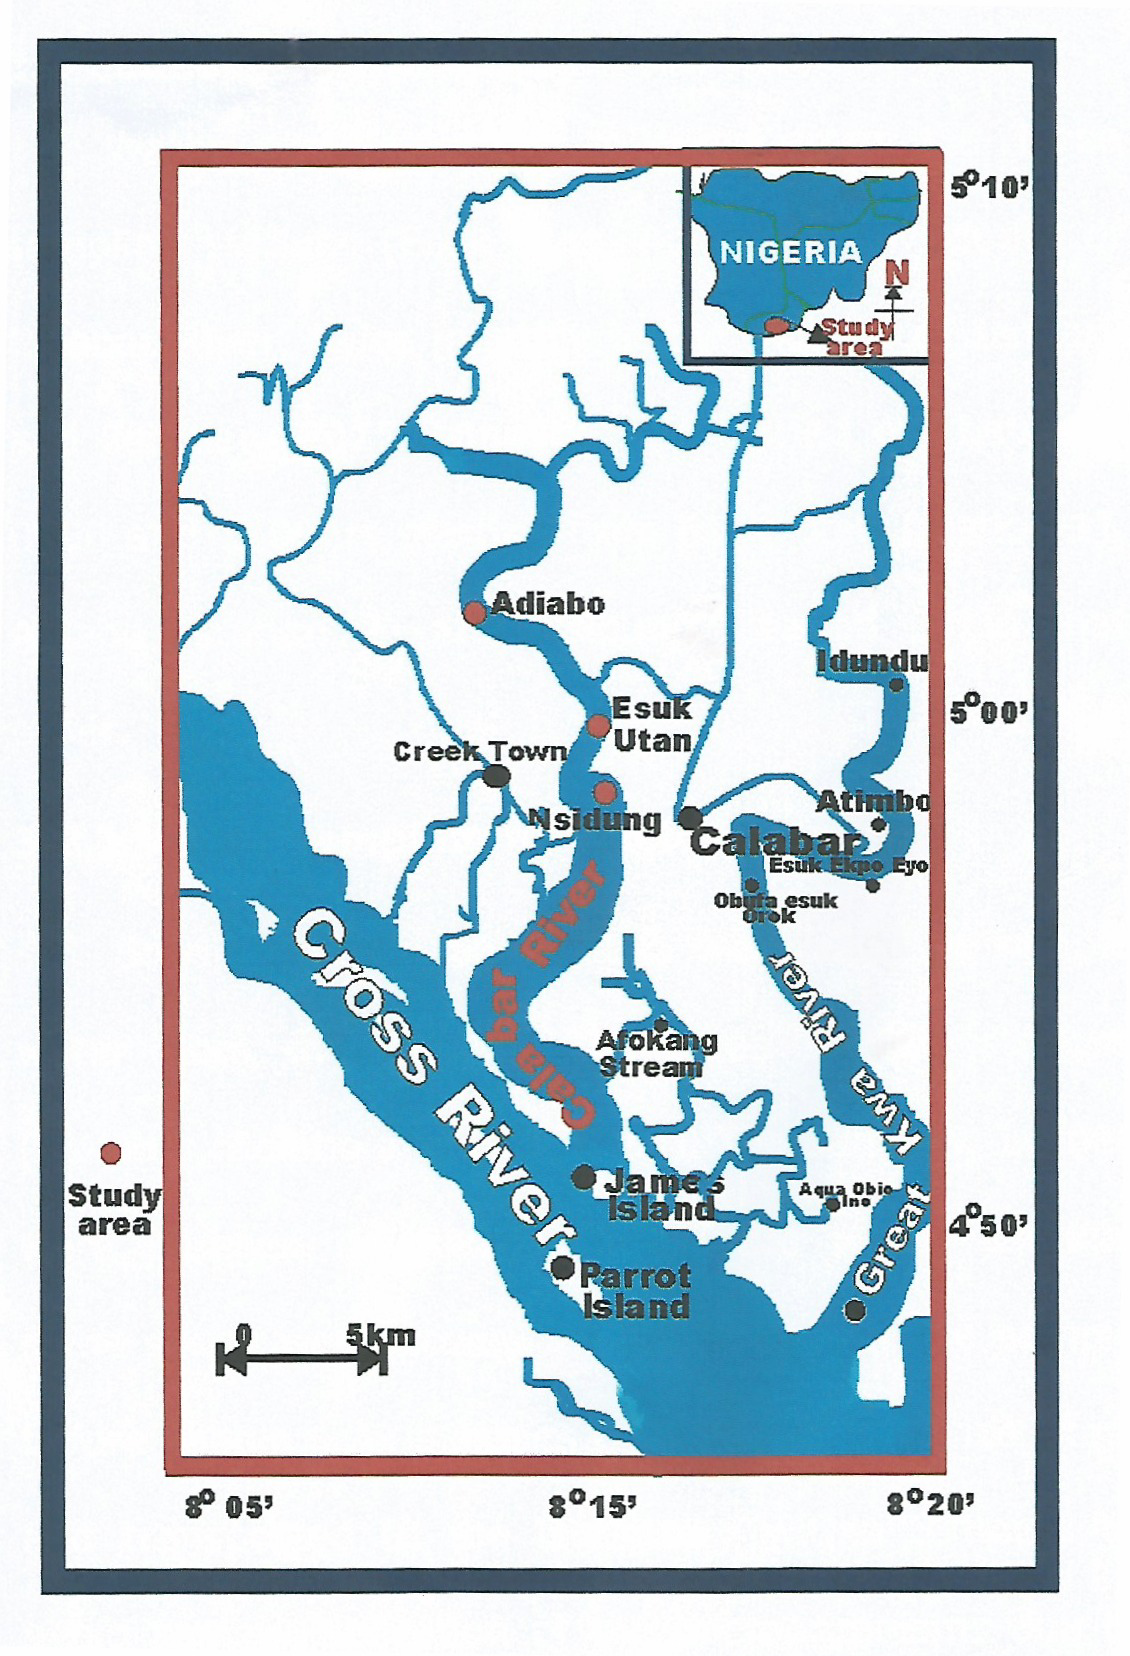 5°10'
NIGERIA
N
Study
area
Adiabo
Idundu
Esuk
Utan
5°00'
Creek Town
Atimbo
Nsidung
Calabar
Esuk Ekpo Eyo
Obufa esuk
Orok
Calabar River
Cross River
Afokang
Stream
Great Kwa River
Study
area
James
Island
Aqua Obio
Ine
4°50'
Parrot
Island
0 5km
8° 05'
8°15'
8°20'